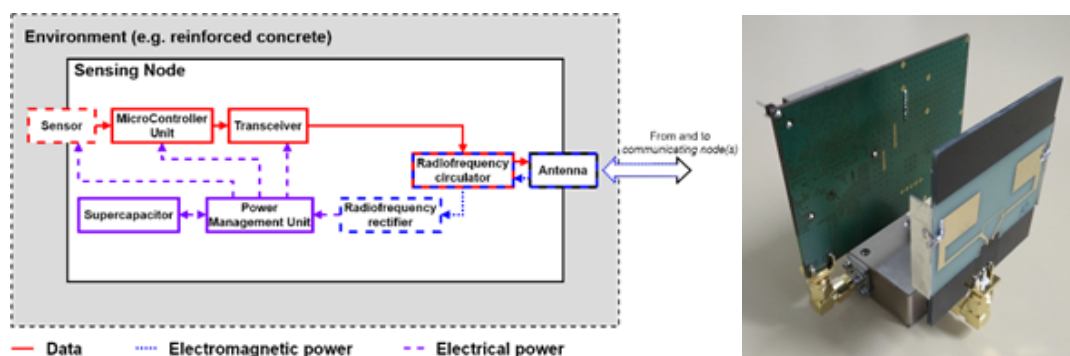 Environment (e.g. reinforced concrete)
Sensing Node
Sensor
MicroController
Unit
Transceiver
From and to
communicating node(s)
Radiofrequency
circulator
Antenna
Supercapacitor
Power
Management Unit
Radiofrequency
rectifier
Data
Electromagnetic power
Electrical power